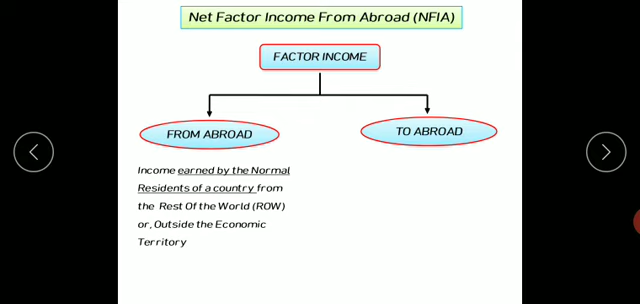 Net Factor Income From Abroad (NFIA)
FACTOR INCOME
FROM ABROAD
TO ABROAD
Income earned by the Normal
Residents of a country from
the Rest Of the World (ROW)
or, Outside the Economic
Territory